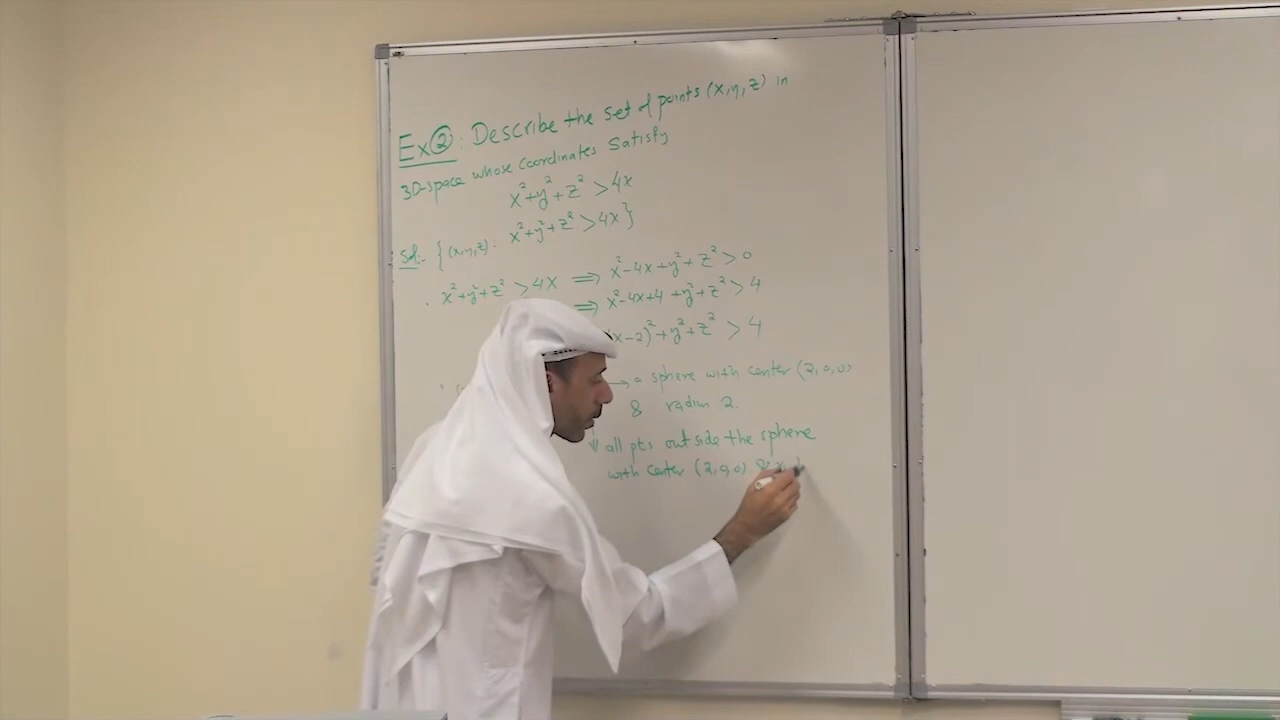 Ex②: Describe the set of points (x,y,z) in
3D-space whose coordinates satisfy
x²+y²+z² >4x
Sol:- {(x,y,z): x²+y²+z² >4x}
. x²+y²+z² >4x ⟹ x²-4x+y²+z²>0
⟹ x²-4x+4 +y²+z²>4
(x-2)²+y²+z² >4
→ a sphere with center (2,0,0)
& radius 2.
all pts outside the sphere
with center (2,0,0) &